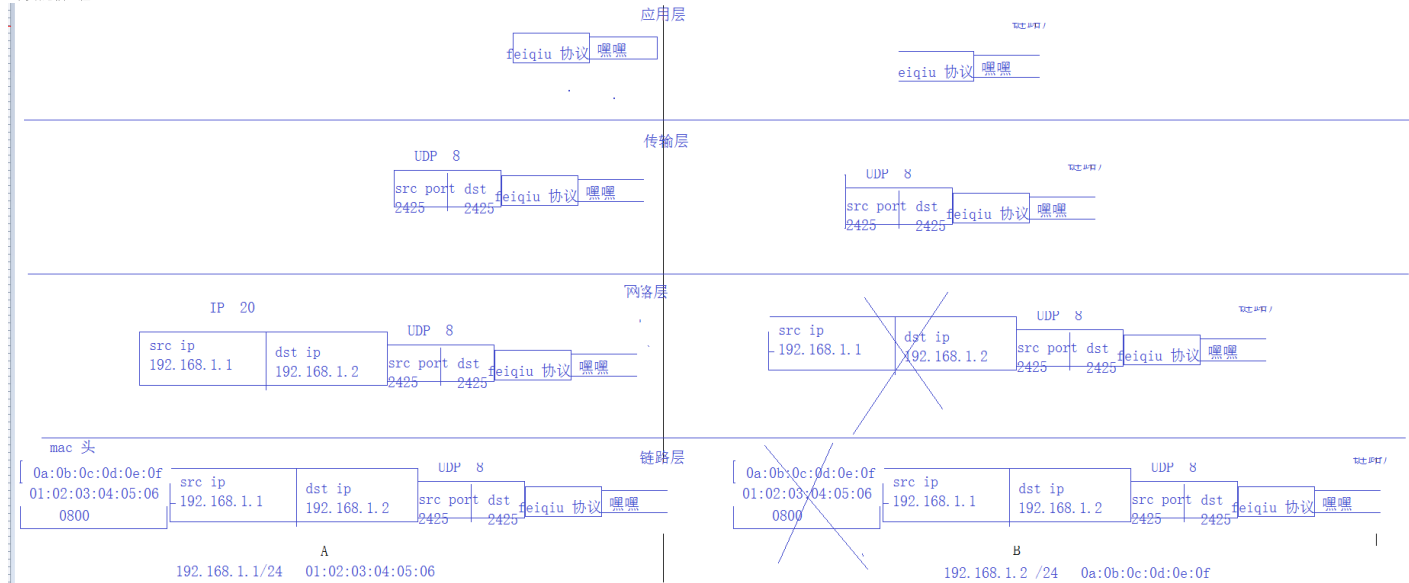 应用层
feiqiu 协议 嘿嘿
eiqiu 协议 嘿嘿
传输层
UDP 8
src port dst
2425 2425
feiqiu 协议 嘿嘿
UDP 8
src port dst
2425 2425
feiqiu 协议 嘿嘿
网络层
IP 20
src ip
192.168.1.1
dst ip
192.168.1.2
UDP 8
src port dst
2425 2425
feiqiu 协议 嘿嘿
src ip
192.168.1.1
dst ip
192.168.1.2
UDP 8
src port dst
2425 2425
feiqiu 协议 嘿嘿
链路层
mac 头
0a:0b:0c:0d:0e:0f
01:02:03:04:05:06
0800
src ip
192.168.1.1
dst ip
192.168.1.2
UDP 8
src port dst
2425 2425
feiqiu 协议 嘿嘿
0a:0b:0c:0d:0e:0f
01:02:03:04:05:06
0800
src ip
192.168.1.1
dst ip
192.168.1.2
UDP 8
src port dst
2425 2425
feiqiu 协议 嘿嘿
A
192.168.1.1/24 01:02:03:04:05:06
B
192.168.1.2 /24 0a:0b:0c:0d:0e:0f